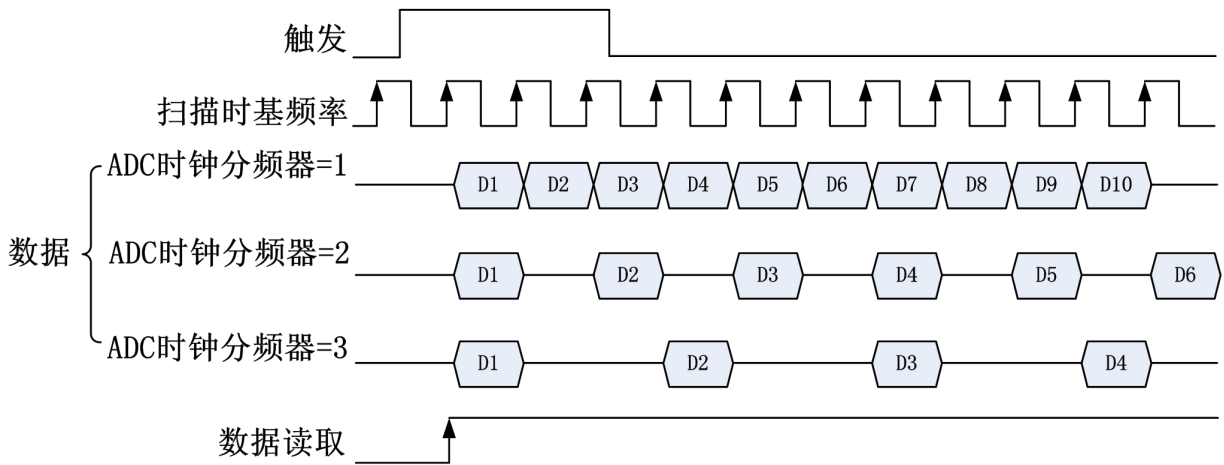 触发
扫描时基频率
ADC时钟分频器=1
D1 D2 D3 D4 D5 D6 D7 D8 D9 D10
数据
ADC时钟分频器=2
D1 D2 D3 D4 D5 D6
ADC时钟分频器=3
D1 D2 D3 D4
数据读取